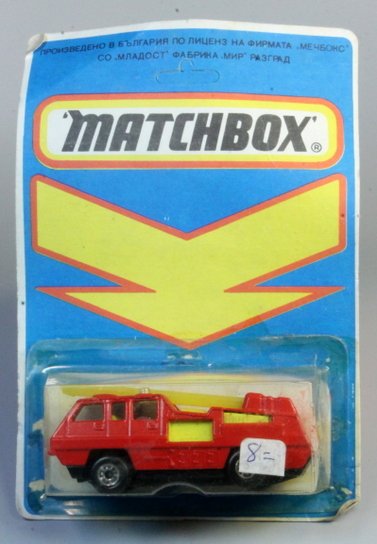 ПРОИЗВЕДЕНО В БЪЛГАРИЯ ПО ЛИЦЕНЗ НА ФИРМАТА „МЕЧБОКС"
СО „МЛАДОСТ" ФАБРИКА „МИР" РАЗГРАД
"MATCHBOX" ®
8=